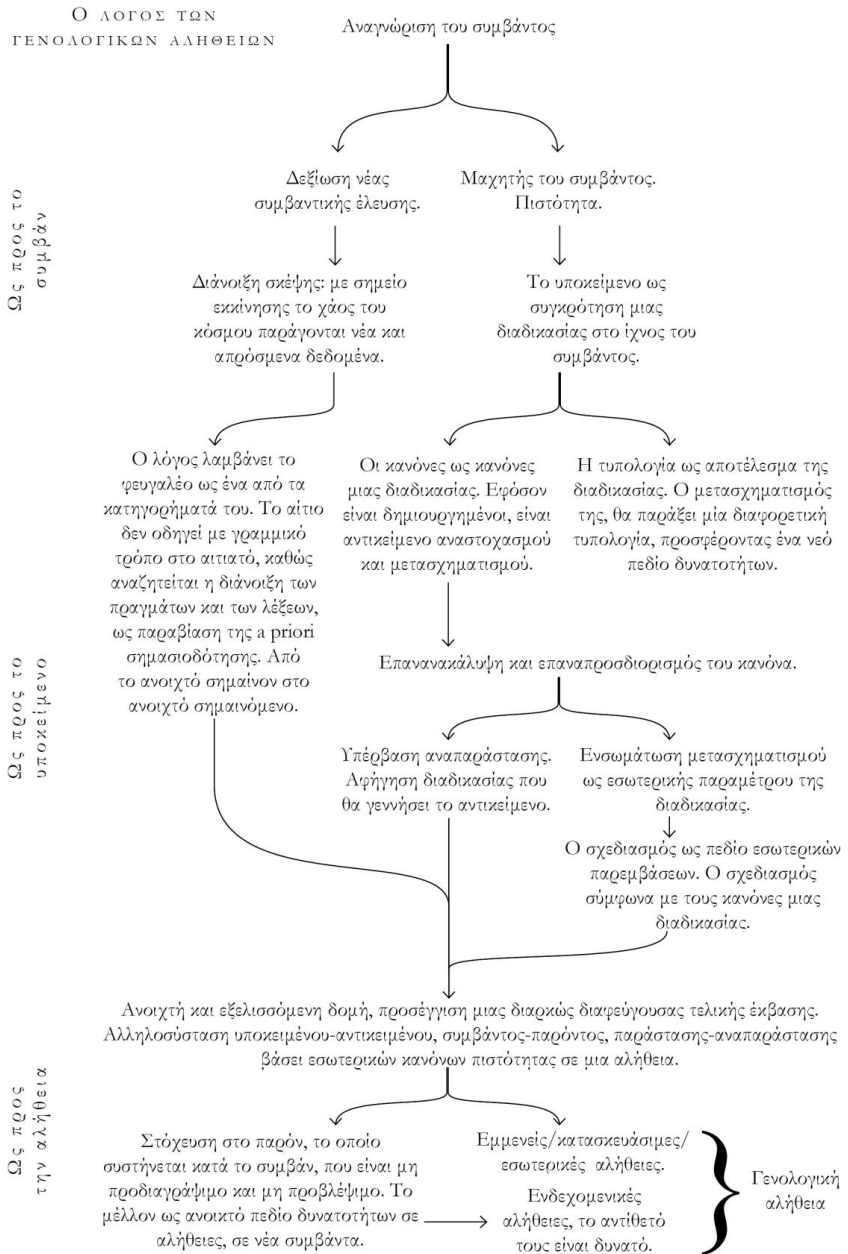 Ο ΛΟΓΟΣ ΤΩΝ
ΓΕΝΟΛΟΓΙΚΩΝ ΑΛΗΘΕΙΩΝ
Αναγνώριση του συμβάντος
Ως προς το
συμβάν
Δεξίωση νέας
συμβαντικής έλευσης.
Μαχητής του συμβάντος.
Πιστότητα.
Διάνοιξη σκέψης: με σημείο
εκκίνησης το χάος του
κόσμου παράγονται νέα και
απρόσμενα δεδομένα.
Το υποκείμενο ως
συγκρότηση μιας
διαδικασίας στο ίχνος του
συμβάντος.
Ως προς το
υποκείμενο
Ο λόγος λαμβάνει το
φευγαλέο ως ένα από τα
κατηγορήματά του. Το αίτιο
δεν οδηγεί με γραμμικό
τρόπο στο αιτιατό, καθώς
αναζητείται η διάνοιξη των
πραγμάτων και των λέξεων,
ως παραβίαση της a priori
σημασιοδότησης. Από
το ανοιχτό σημαίνον στο
ανοιχτό σημαινόμενο.
Οι κανόνες ως κανόνες
μιας διαδικασίας. Εφόσον
είναι δημιουργημένοι, είναι
αντικείμενο αναστοχασμού
και μετασχηματισμού.
Η τυπολογία ως αποτέλεσμα της
διαδικασίας. Ο μετασχηματισμός
της, θα παράξει μία διαφορετική
τυπολογία, προσφέροντας ένα νεό
πεδίο δυνατοτήτων.
Επανανακάλυψη και επαναπροσδιορισμός του κανόνα.
Υπέρβαση αναπαράστασης.
Αφήγηση διαδικασίας που
θα γεννήσει το αντικείμενο.
Ενσωμάτωση μετασχηματισμού
ως εσωτερικής παραμέτρου της
διαδικασίας.
Ο σχεδιασμός ως πεδίο εσωτερικών
παρεμβάσεων. Ο σχεδιασμός
σύμφωνα με τους κανόνες μιας
διαδικασίας.
Ως προς
την αλήθεια
Ανοιχτή και εξελισσόμενη δομή, προσέγγιση μιας διαρκώς διαφεύγουσας τελικής έκβασης.
Αλληλοσύσταση υποκείμενου-αντικειμένου, συμβάντος-παρόντος, παράστασης-αναπαράστασης
βάσει εσωτερικών κανόνων πιστότητας σε μια αλήθεια.
Στόχευση στο παρόν, το οποίο
συστήνεται κατά το συμβάν, που είναι μη
προδιαγράψιμο και μη προβλέψιμο. Το
μέλλον ως ανοικτό πεδίο δυνατοτήτων σε
αλήθειες, σε νέα συμβάντα.
Εμμενείς/κατασκευάσιμες/
εσωτερικές αλήθειες.
Ενδεχομενικές
αλήθειες, το αντίθετό
τους είναι δυνατό.
Γενολογική
αλήθεια